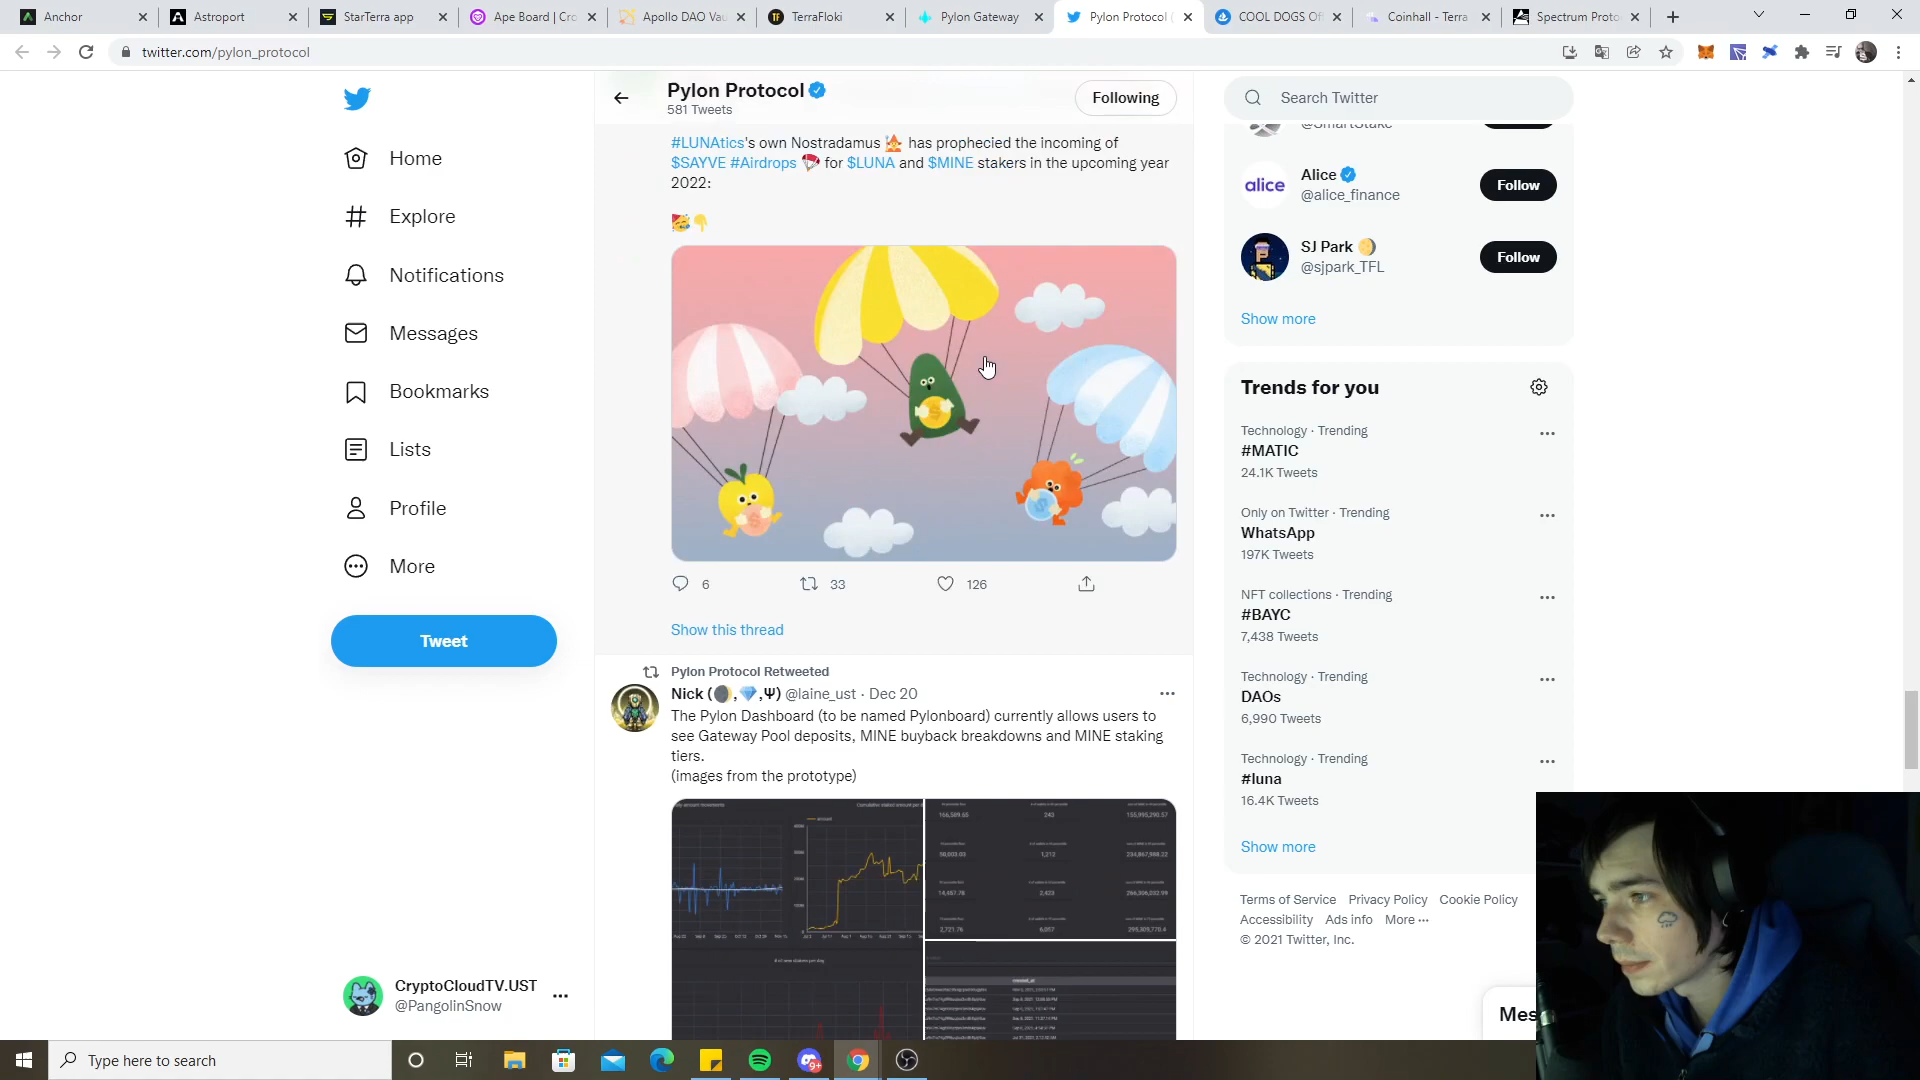 Anchor
Astroport
StarTerra app
Ape Board | Cro
Apollo DAO Vau
TerraFloki
Pylon Gateway
Pylon Protocol (
COOL DOGS Of
Coinhall - Terra
Spectrum Proto
twitter.com/pylon_protocol
Home
Explore
Notifications
Messages
Bookmarks
Lists
Profile
More
Tweet
CryptoCloudTV.UST
@PangolinSnow
Pylon Protocol
581 Tweets
Following
#LUNAtics's own Nostradamus has prophecied the incoming of
$SAYVE #Airdrops for $LUNA and $MINE stakers in the upcoming year
2022:
6 33 126
Show this thread
Pylon Protocol Retweeted
Nick (🌒,💎,Ψ) @laine_ust · Dec 20
The Pylon Dashboard (to be named Pylonboard) currently allows users to
see Gateway Pool deposits, MINE buyback breakdowns and MINE staking
tiers.
(images from the prototype)
Search Twitter
@SmartStake
alice
Alice
@alice_finance
Follow
SJ Park
@sjpark_TFL
Follow
Show more
Trends for you
Technology · Trending
#MATIC
24.1K Tweets
Only on Twitter · Trending
WhatsApp
197K Tweets
NFT collections · Trending
#BAYC
7,438 Tweets
Technology · Trending
DAOs
6,990 Tweets
Technology · Trending
#luna
16.4K Tweets
Show more
Terms of Service Privacy Policy Cookie Policy
Accessibility Ads info More ···
© 2021 Twitter, Inc.
Mes
Type here to search
9+